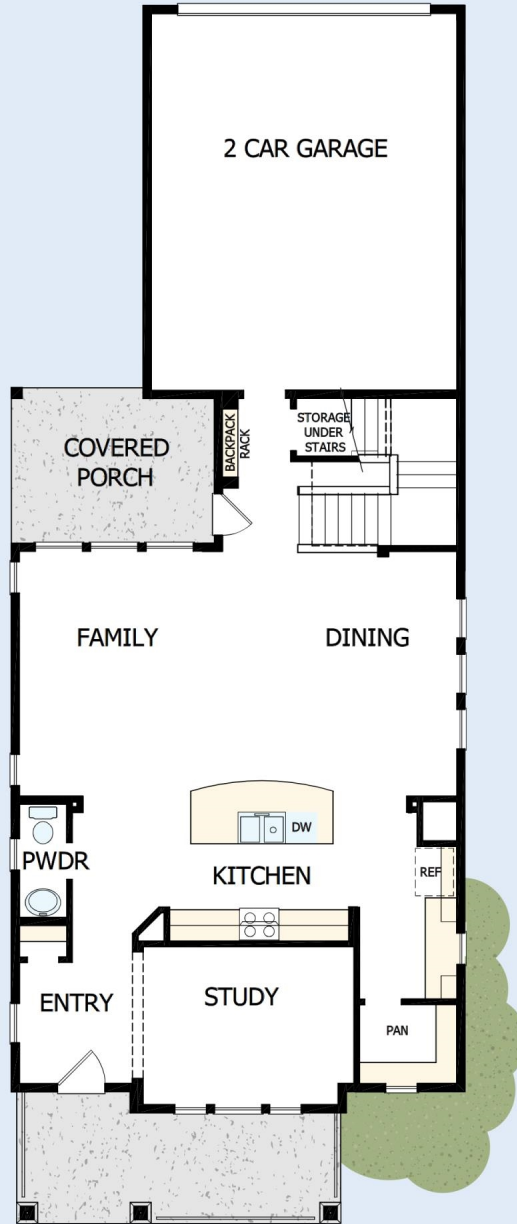 2 CAR GARAGE
COVERED
PORCH
BACKPACK
RACK
STORAGE
UNDER
STAIRS
FAMILY
DINING
DW
PWDR
KITCHEN
REF
ENTRY
STUDY
PAN